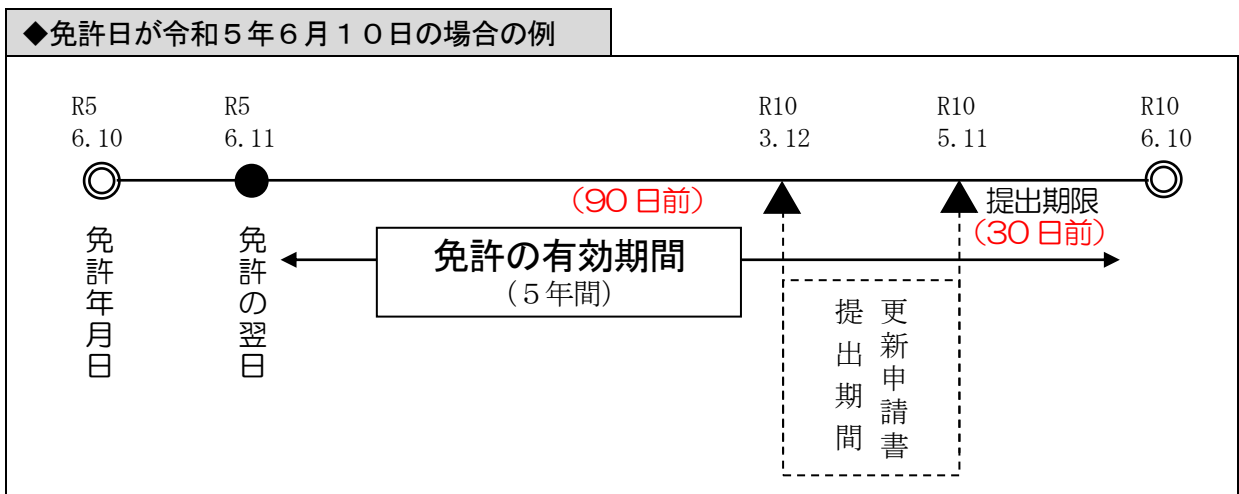 ◆免許日が令和５年６月１０日の場合の例
R5
6.10
R5
6.11
R10
3.12
R10
5.11
R10
6.10
（90日前）
提出期限
（30日前）
免許年月日
免許の翌日
免許の有効期間
（５年間）
更新申請書
提出期間